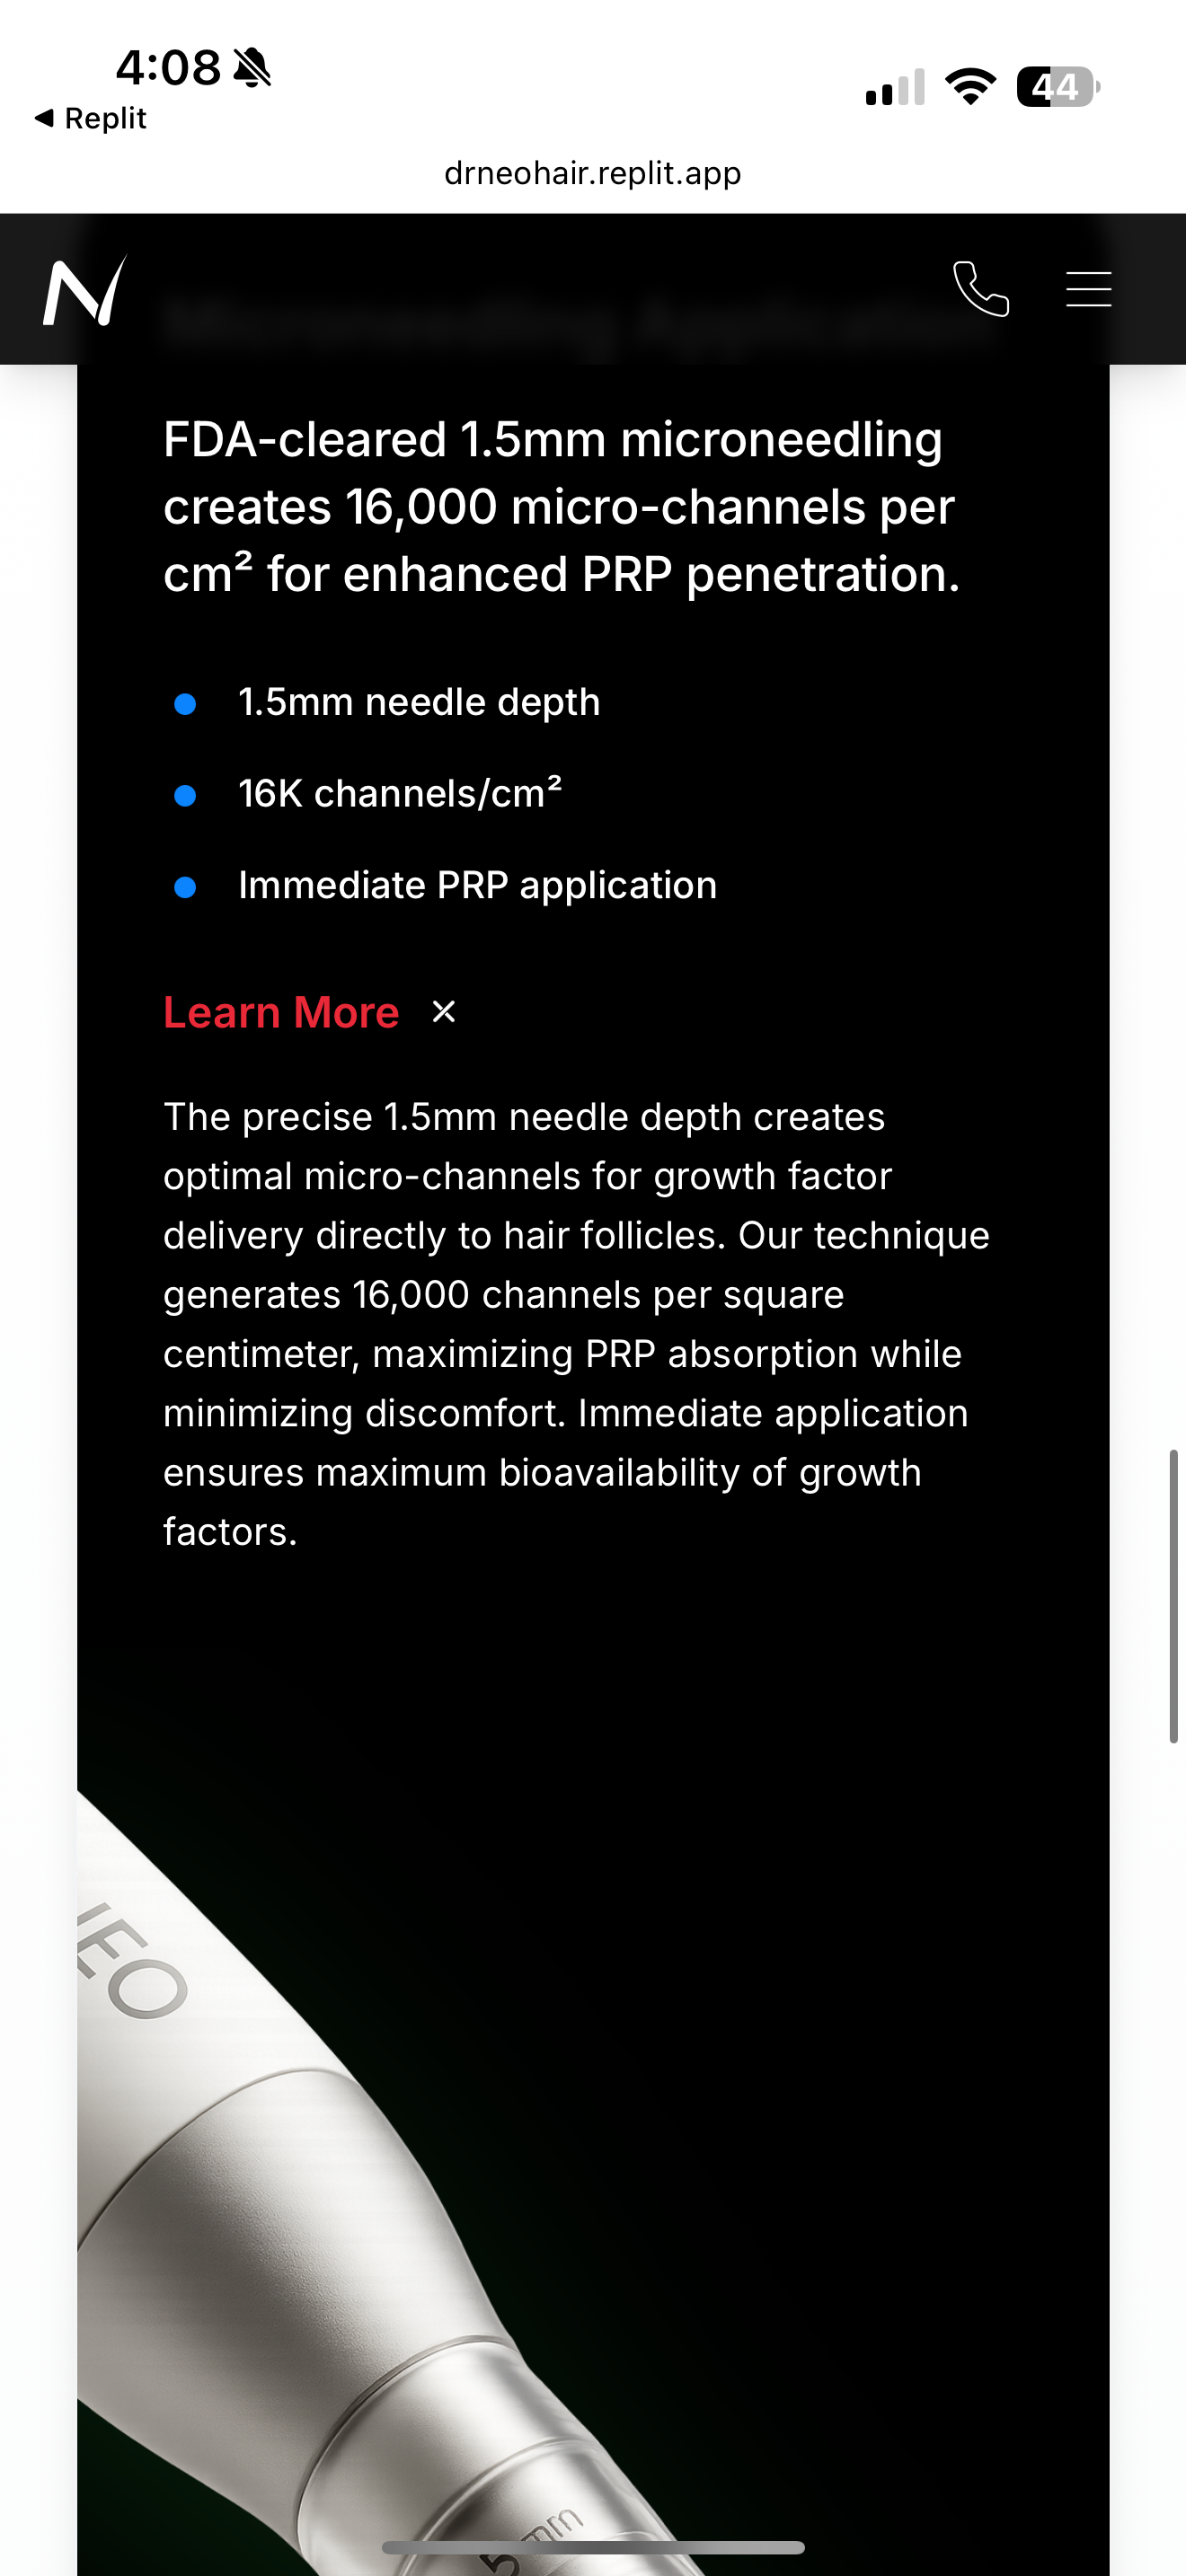 4:08
44
◀ Replit
drneohair.replit.app
N
Microneedling Application
FDA-cleared 1.5mm microneedling
creates 16,000 micro-channels per
cm² for enhanced PRP penetration.
1.5mm needle depth
16K channels/cm²
Immediate PRP application
Learn More ×
The precise 1.5mm needle depth creates
optimal micro-channels for growth factor
delivery directly to hair follicles. Our technique
generates 16,000 channels per square
centimeter, maximizing PRP absorption while
minimizing discomfort. Immediate application
ensures maximum bioavailability of growth
factors.
EO
5mm